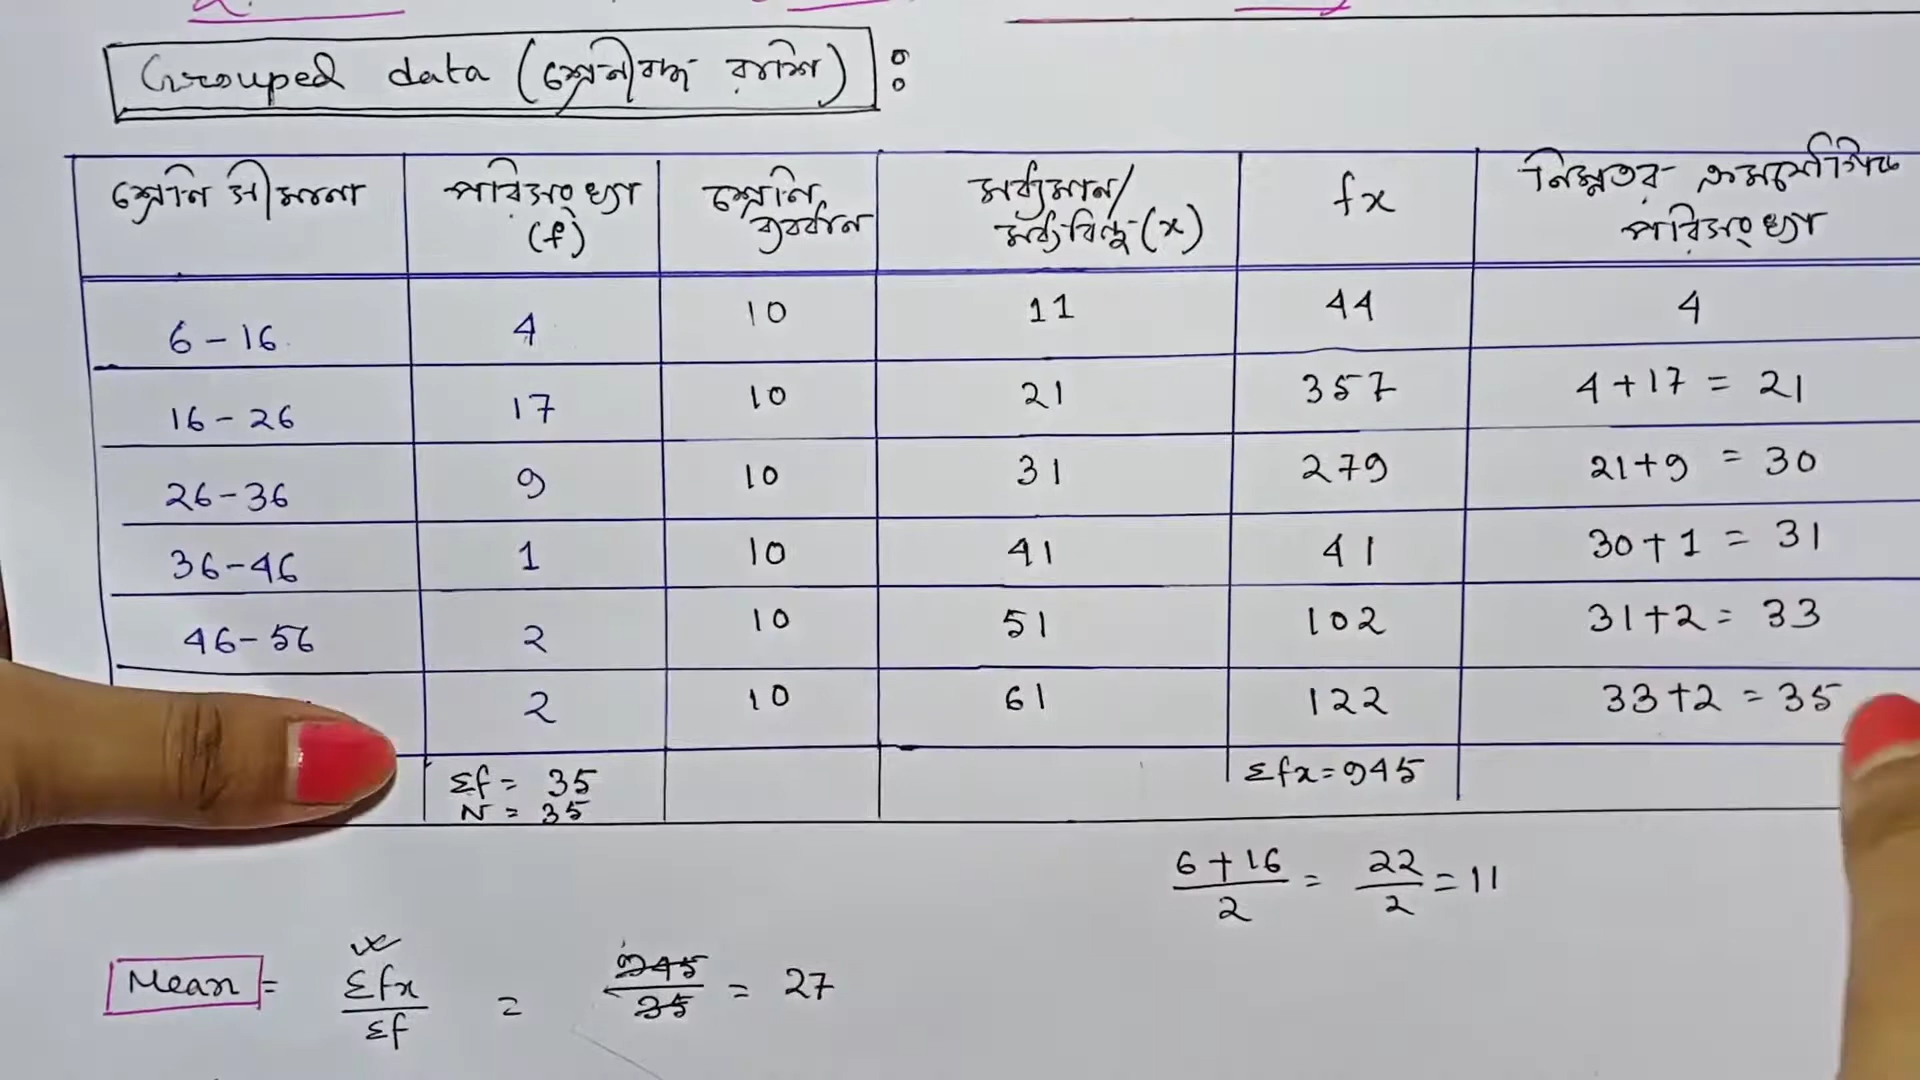 Grouped data (শ্রেনীবদ্ধ রাশি) :
শ্রেনি সীমানা | পরিসংখ্যা (f) | শ্রেনি ব্যবর্ধান | মর্ধ্যমান/ মর্ধ্যবিন্দু (x) | fx | নিম্নতর ক্রমযৌগিক পরিসংখ্যা
6-16 | 4 | 10 | 11 | 44 | 4
16-26 | 17 | 10 | 21 | 357 | 4+17 = 21
26-36 | 9 | 10 | 31 | 279 | 21+9 = 30
36-46 | 1 | 10 | 41 | 41 | 30+1 = 31
46-56 | 2 | 10 | 51 | 102 | 31+2 = 33
2 | 10 | 61 | 122 | 33+2 = 35
Σf = 35 | Σfx = 945
N = 35
6+16/2 = 22/2 = 11
Mean = Σfx/Σf = 945/35 = 27